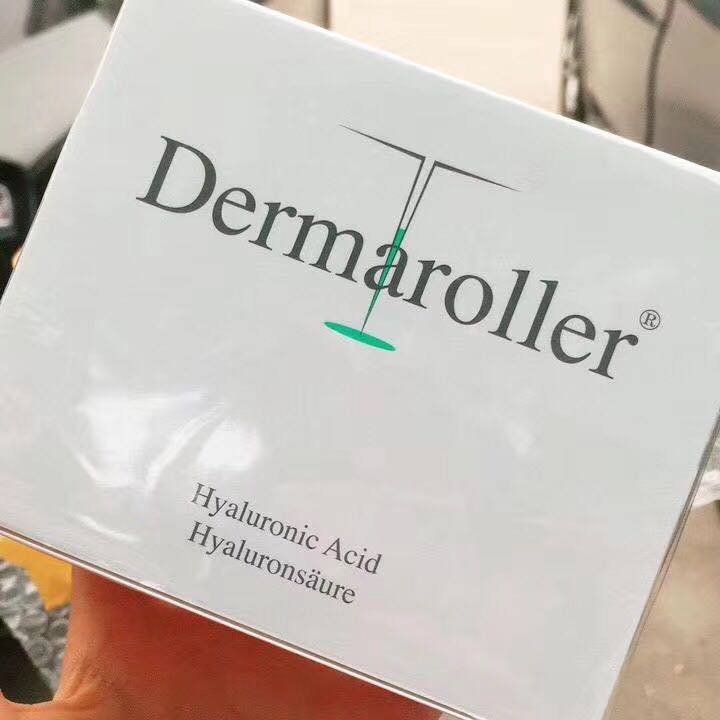 Dermaroller®
Hyaluronic Acid
Hyaluronsäure